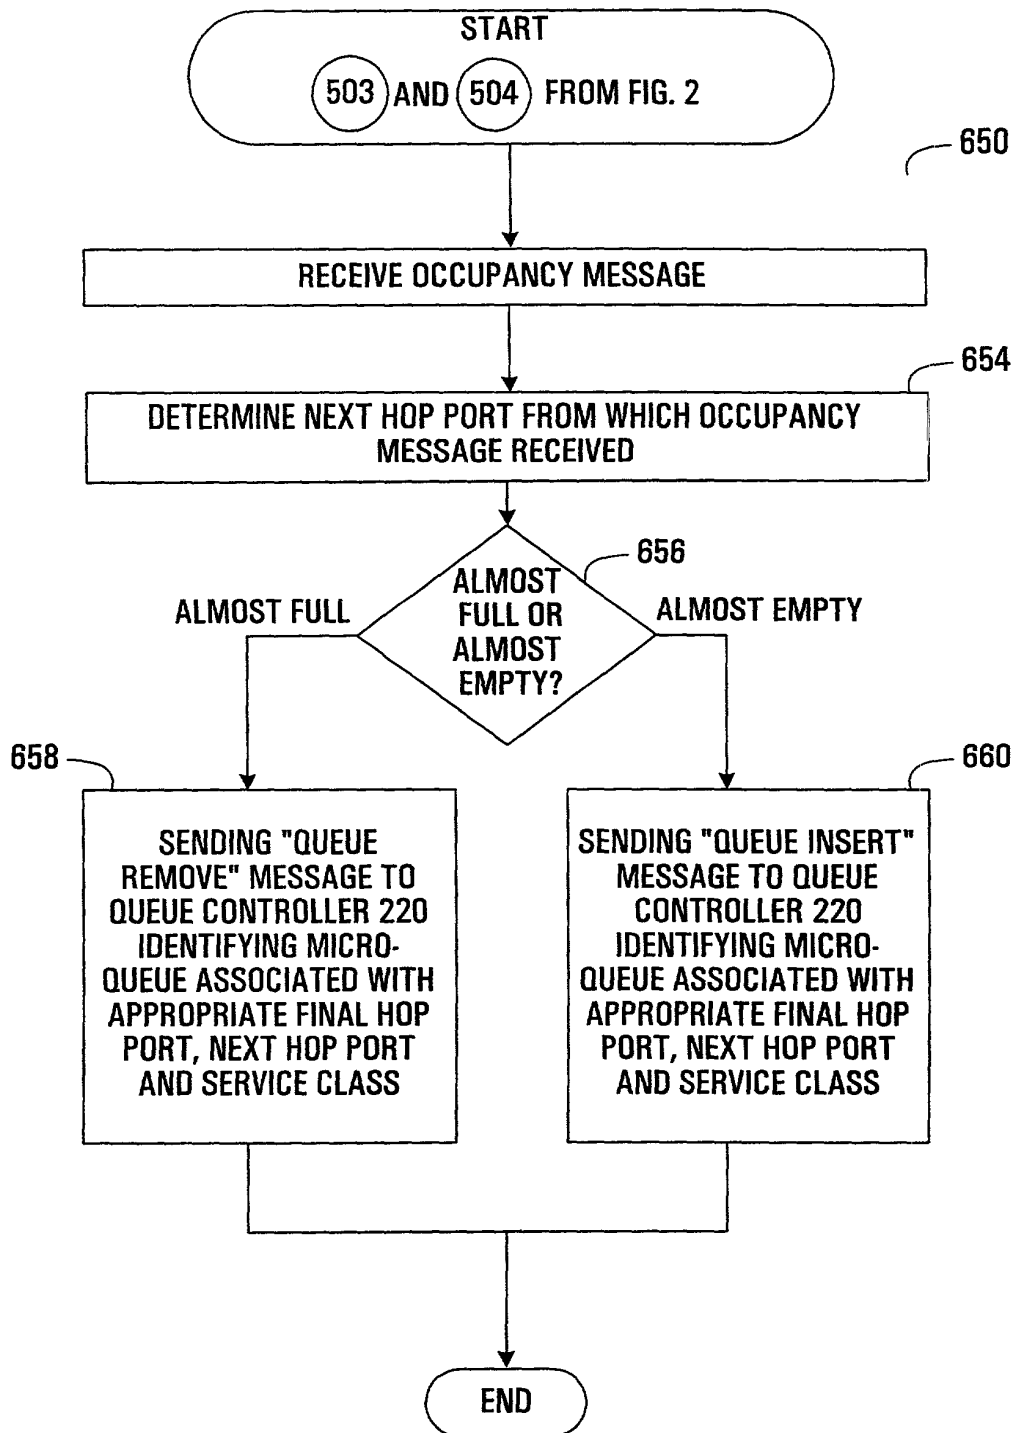 START
503 AND 504 FROM FIG. 2
650
RECEIVE OCCUPANCY MESSAGE
654
DETERMINE NEXT HOP PORT FROM WHICH OCCUPANCY
MESSAGE RECEIVED
656
ALMOST
FULL OR
ALMOST
EMPTY?
ALMOST FULL
ALMOST EMPTY
658
SENDING "QUEUE
REMOVE" MESSAGE TO
QUEUE CONTROLLER 220
IDENTIFYING MICRO-
QUEUE ASSOCIATED WITH
APPROPRIATE FINAL HOP
PORT, NEXT HOP PORT
AND SERVICE CLASS
660
SENDING "QUEUE INSERT"
MESSAGE TO QUEUE
CONTROLLER 220
IDENTIFYING MICRO-
QUEUE ASSOCIATED WITH
APPROPRIATE FINAL HOP
PORT, NEXT HOP PORT
AND SERVICE CLASS
END